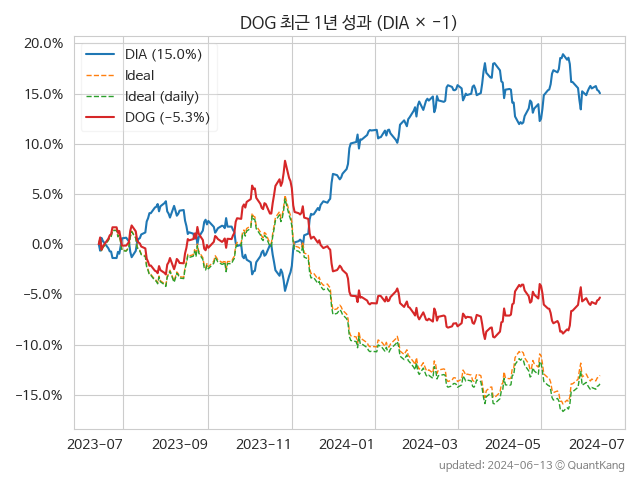 DOG 최근 1년 성과 (DIA × −1)
20.0%
15.0%
10.0%
5.0%
0.0%
−5.0%
−10.0%
−15.0%
DIA (15.0%)
Ideal
Ideal (daily)
DOG (−5.3%)
2023-07 2023-09 2023-11 2024-01 2024-03 2024-05 2024-07
updated: 2024-06-13 © QuantKang